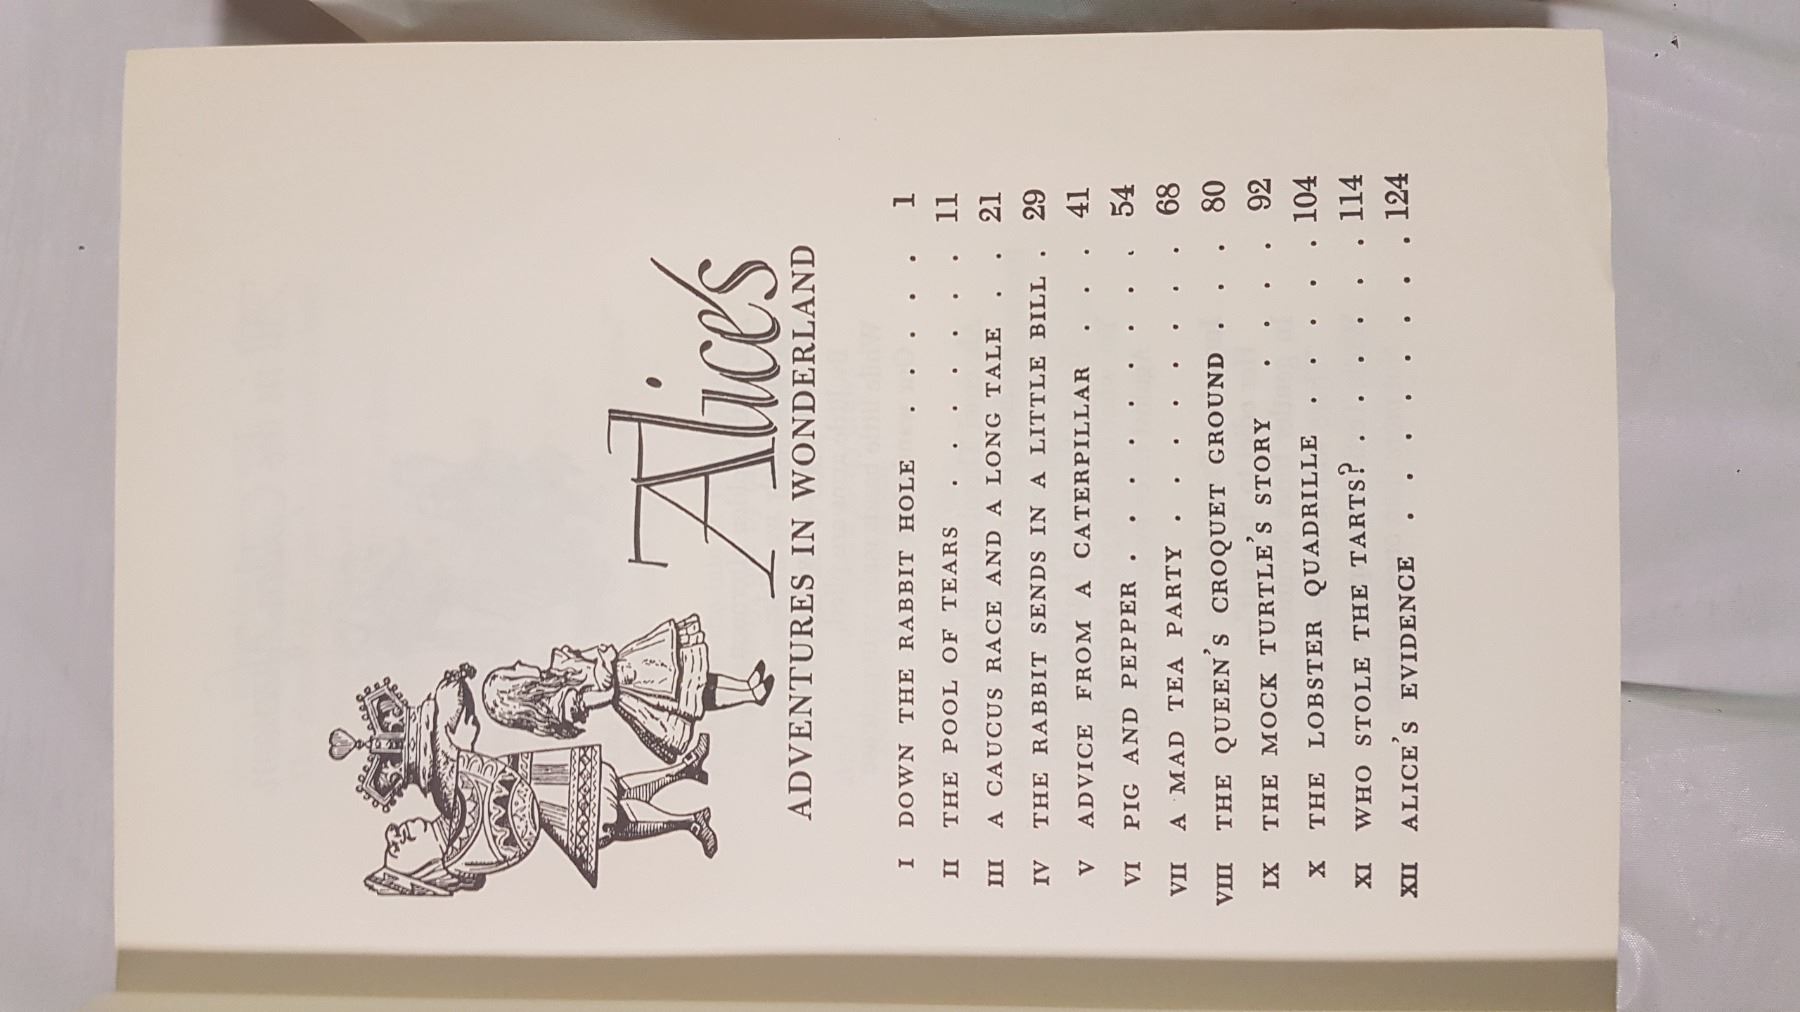 Alice's
ADVENTURES IN WONDERLAND
I DOWN THE RABBIT HOLE . . . . . 1
II THE POOL OF TEARS . . . . . . . 11
III A CAUCUS RACE AND A LONG TALE . . 21
IV THE RABBIT SENDS IN A LITTLE BILL . 29
V ADVICE FROM A CATERPILLAR . . . 41
VI PIG AND PEPPER . . . . . . . . . 54
VII A MAD TEA PARTY . . . . . . . . 68
VIII THE QUEEN'S CROQUET GROUND . . . 80
IX THE MOCK TURTLE'S STORY . . . . 92
X THE LOBSTER QUADRILLE . . . . . 104
XI WHO STOLE THE TARTS? . . . . . . 114
XII ALICE'S EVIDENCE . . . . . . . . 124